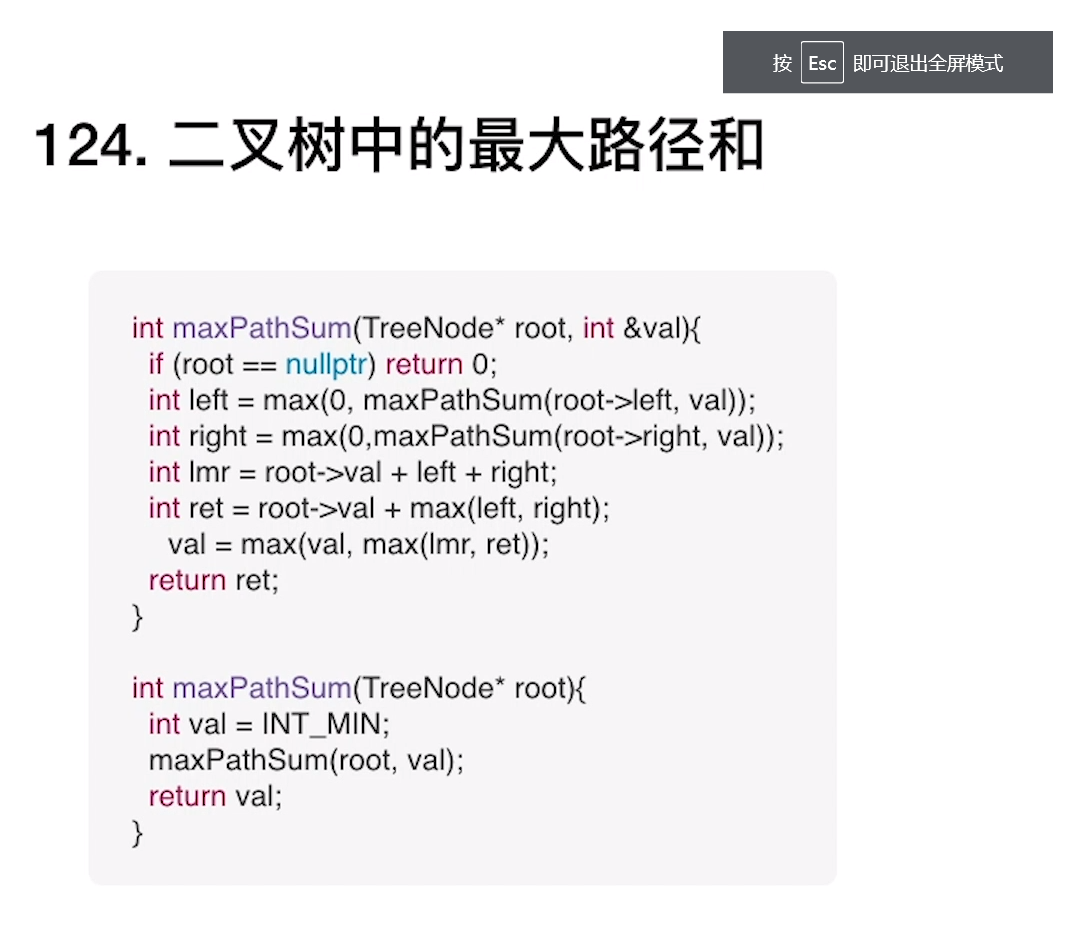 按 Esc 即可退出全屏模式
124. 二叉树中的最大路径和
int maxPathSum(TreeNode* root, int &val){
if (root == nullptr) return 0;
int left = max(0, maxPathSum(root->left, val));
int right = max(0,maxPathSum(root->right, val));
int lmr = root->val + left + right;
int ret = root->val + max(left, right);
val = max(val, max(lmr, ret));
return ret;
}
int maxPathSum(TreeNode* root){
int val = INT_MIN;
maxPathSum(root, val);
return val;
}